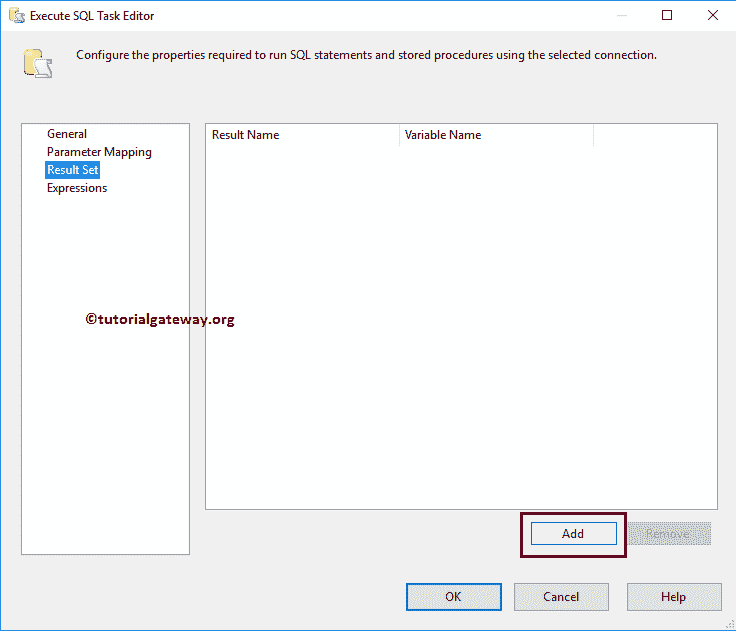 Execute SQL Task Editor
Configure the properties required to run SQL statements and stored procedures using the selected connection.
General
Parameter Mapping
Result Set
Expressions
Result Name
Variable Name
©tutorialgateway.org
Add
Remove
OK
Cancel
Help